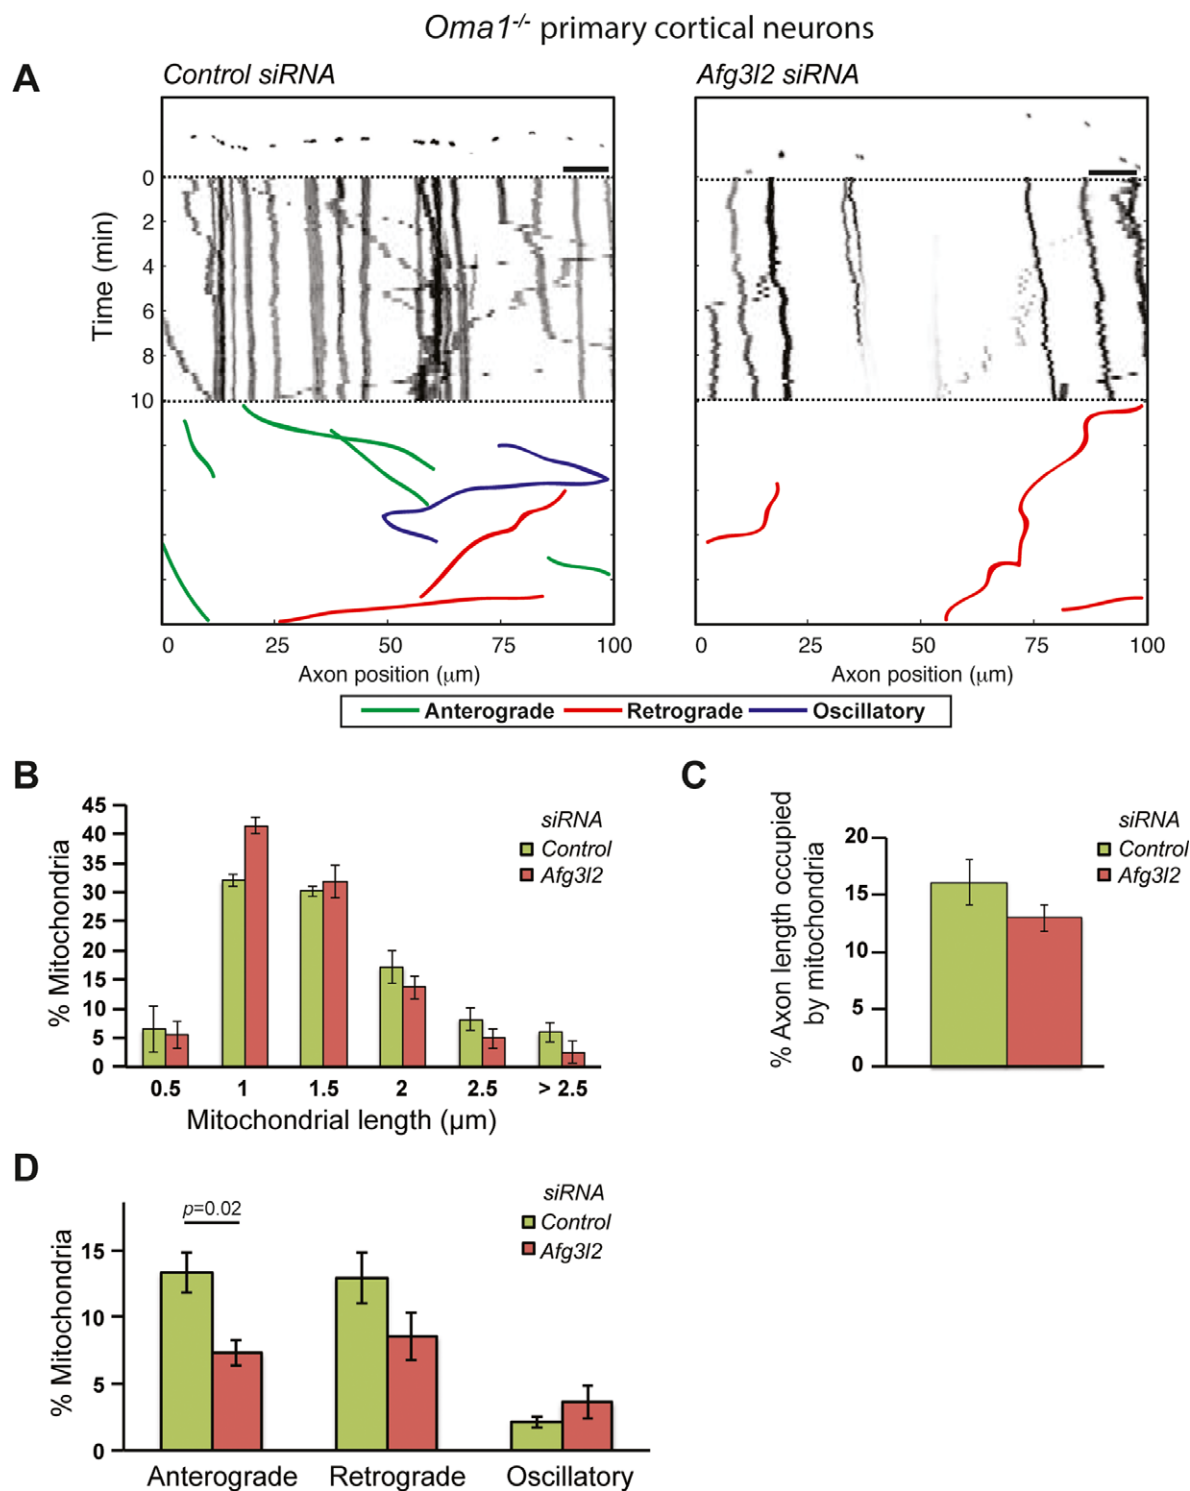 Oma1-/- primary cortical neurons
A
Control siRNA
Afg3l2 siRNA
Time (min)
0
2
4
6
8
10
0 25 50 75 100
0 25 50 75 100
Axon position (μm)
Axon position (μm)
Anterograde Retrograde Oscillatory
B
% Mitochondria
45
40
35
30
20
15
10
5
0
0.5 1 1.5 2 2.5 > 2.5
Mitochondrial length (μm)
siRNA
Control
Afg3l2
C
% Axon length occupied
by mitochondria
20
15
10
5
0
siRNA
Control
Afg3l2
D
% Mitochondria
15
10
5
0
p=0.02
siRNA
Control
Afg3l2
Anterograde Retrograde Oscillatory